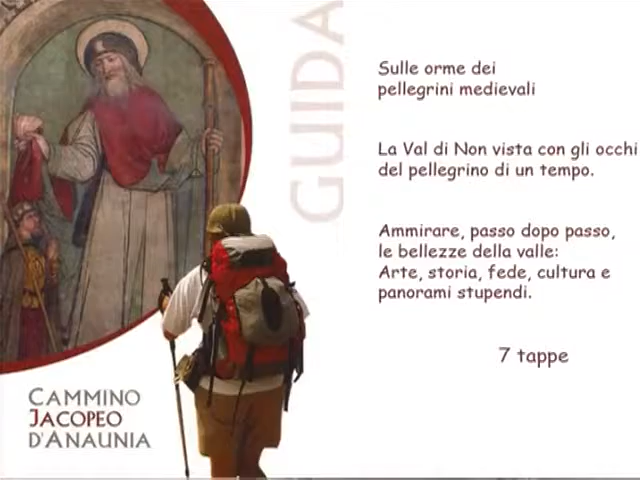 GUIDA
CAMMINO
JACOPEO
D'ANAUNIA
Sulle orme dei
pellegrini medievali
La Val di Non vista con gli occhi
del pellegrino di un tempo.
Ammirare, passo dopo passo,
le bellezze della valle:
Arte, storia, fede, cultura e
panorami stupendi.
7 tappe